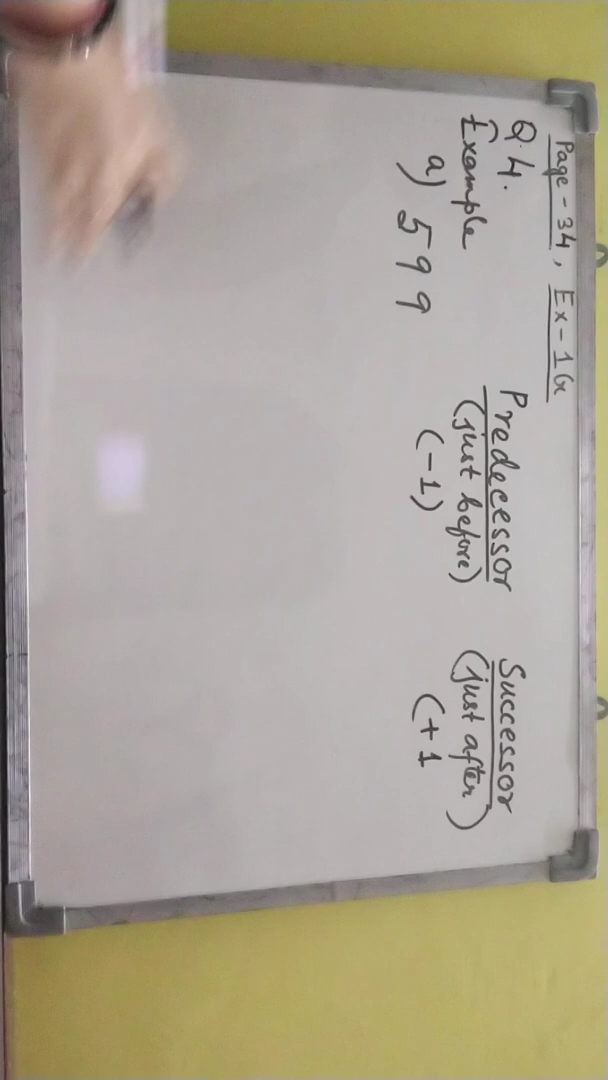 Page - 34, Ex - 1G
Q.4. Predecessor Successor
Example (just before) (just after)
a) 599 (-1) (+1